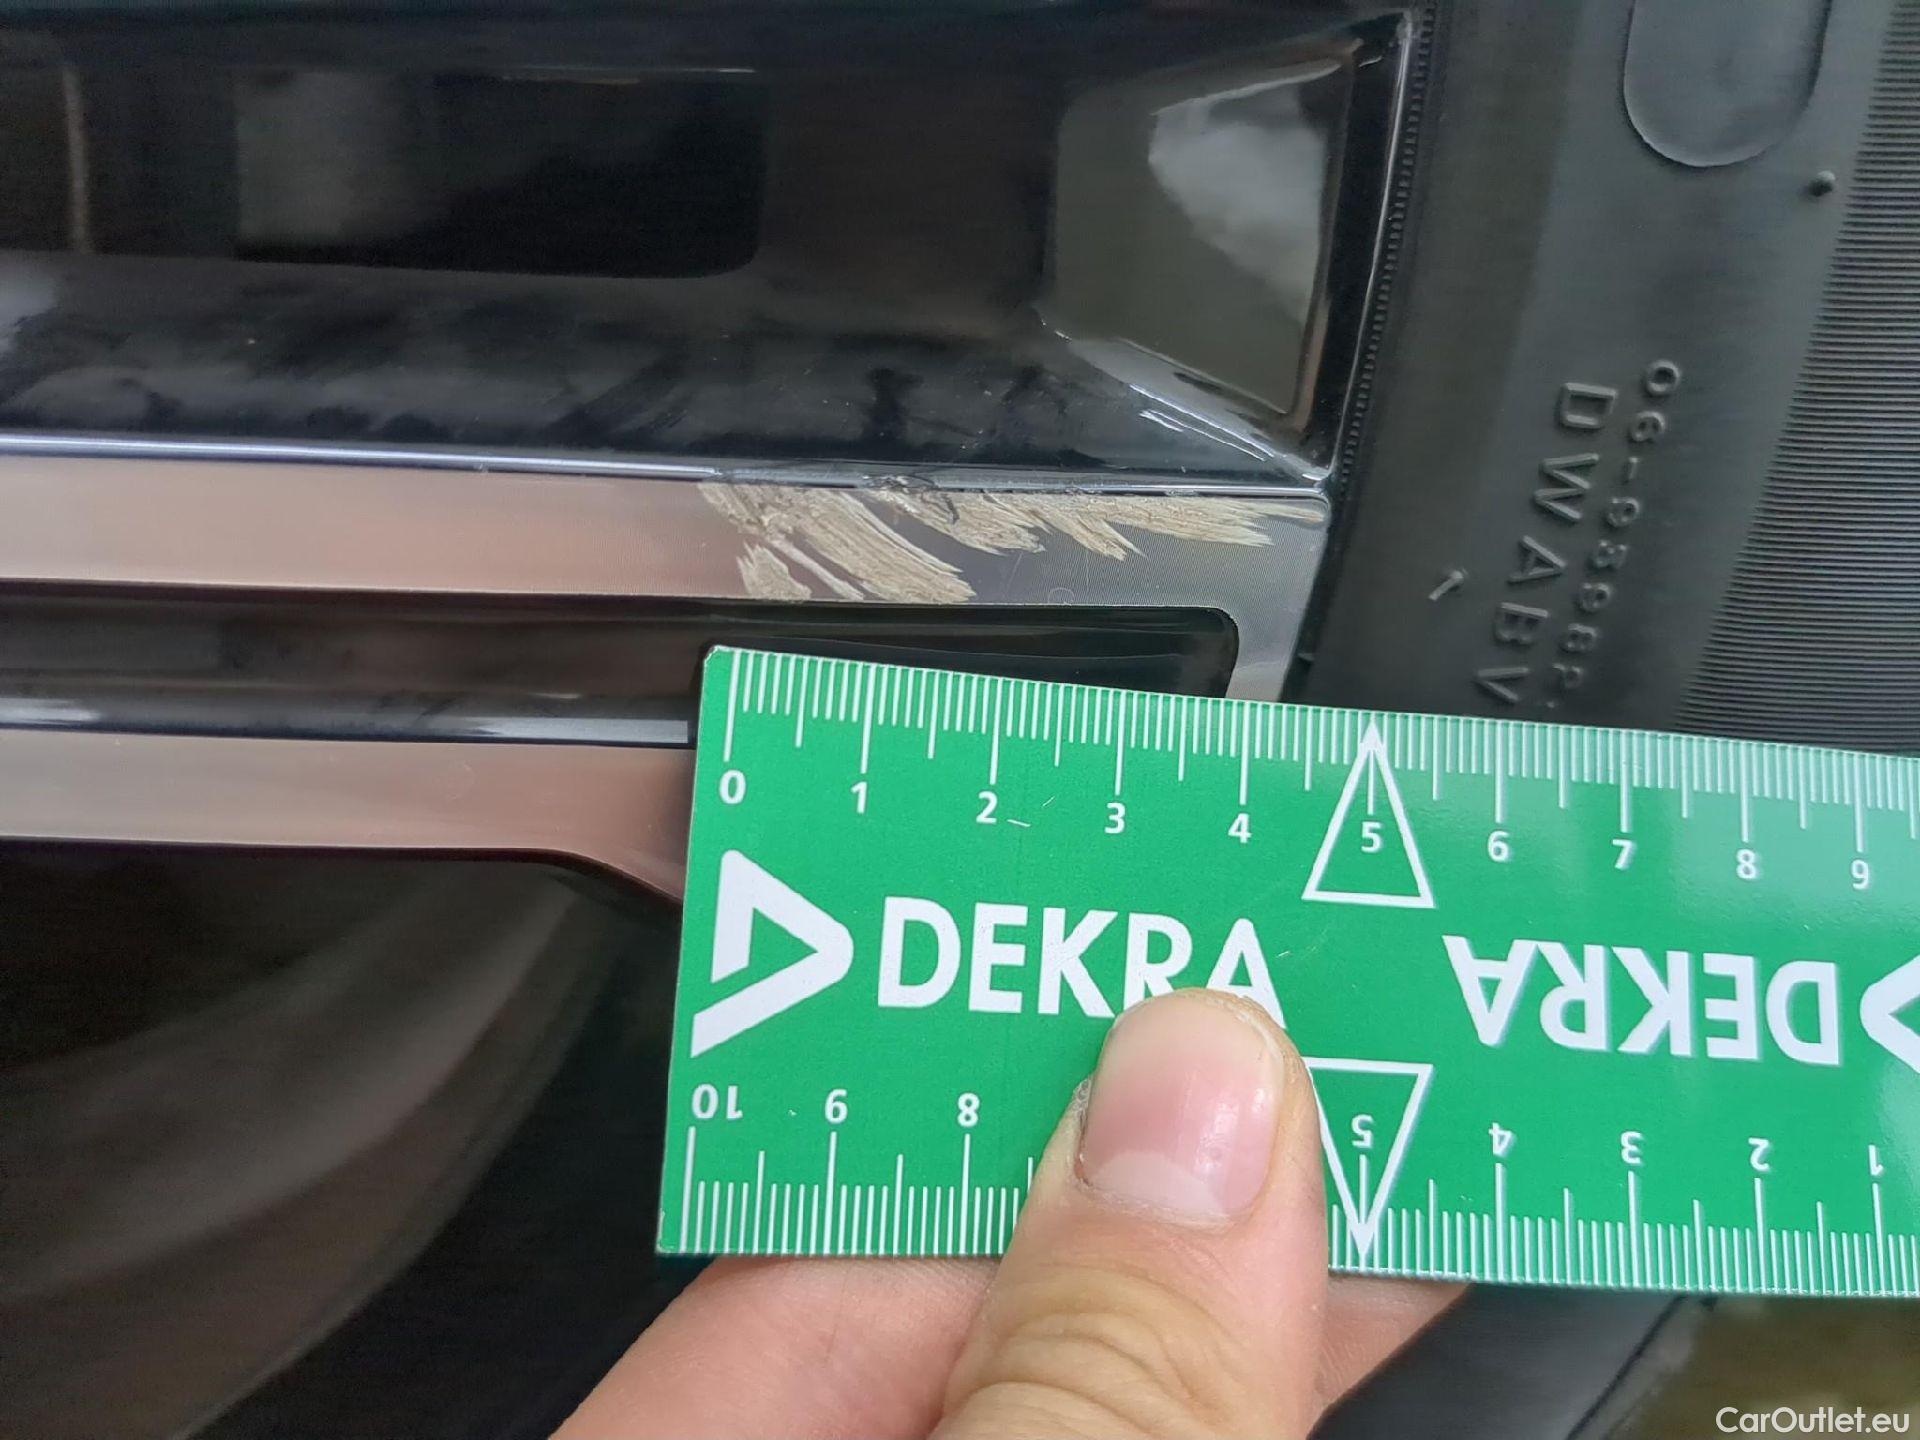 DWABV
0 1 2 3 4 5 6 7 8 9
DEKRA
DEKRA
10 9 8 5 4 3 2 1
CarOutlet.eu